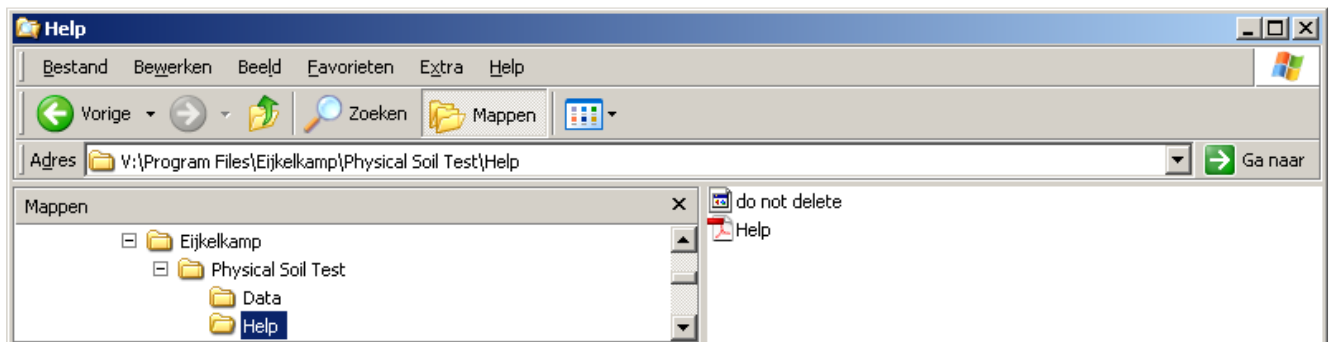 Help
Bestand Bewerken Beeld Favorieten Extra Help
Vorige Zoeken Mappen
Adres V:\Program Files\Eijkelkamp\Physical Soil Test\Help Ga naar
Mappen
Eijkelkamp
Physical Soil Test
Data
Help
do not delete
Help